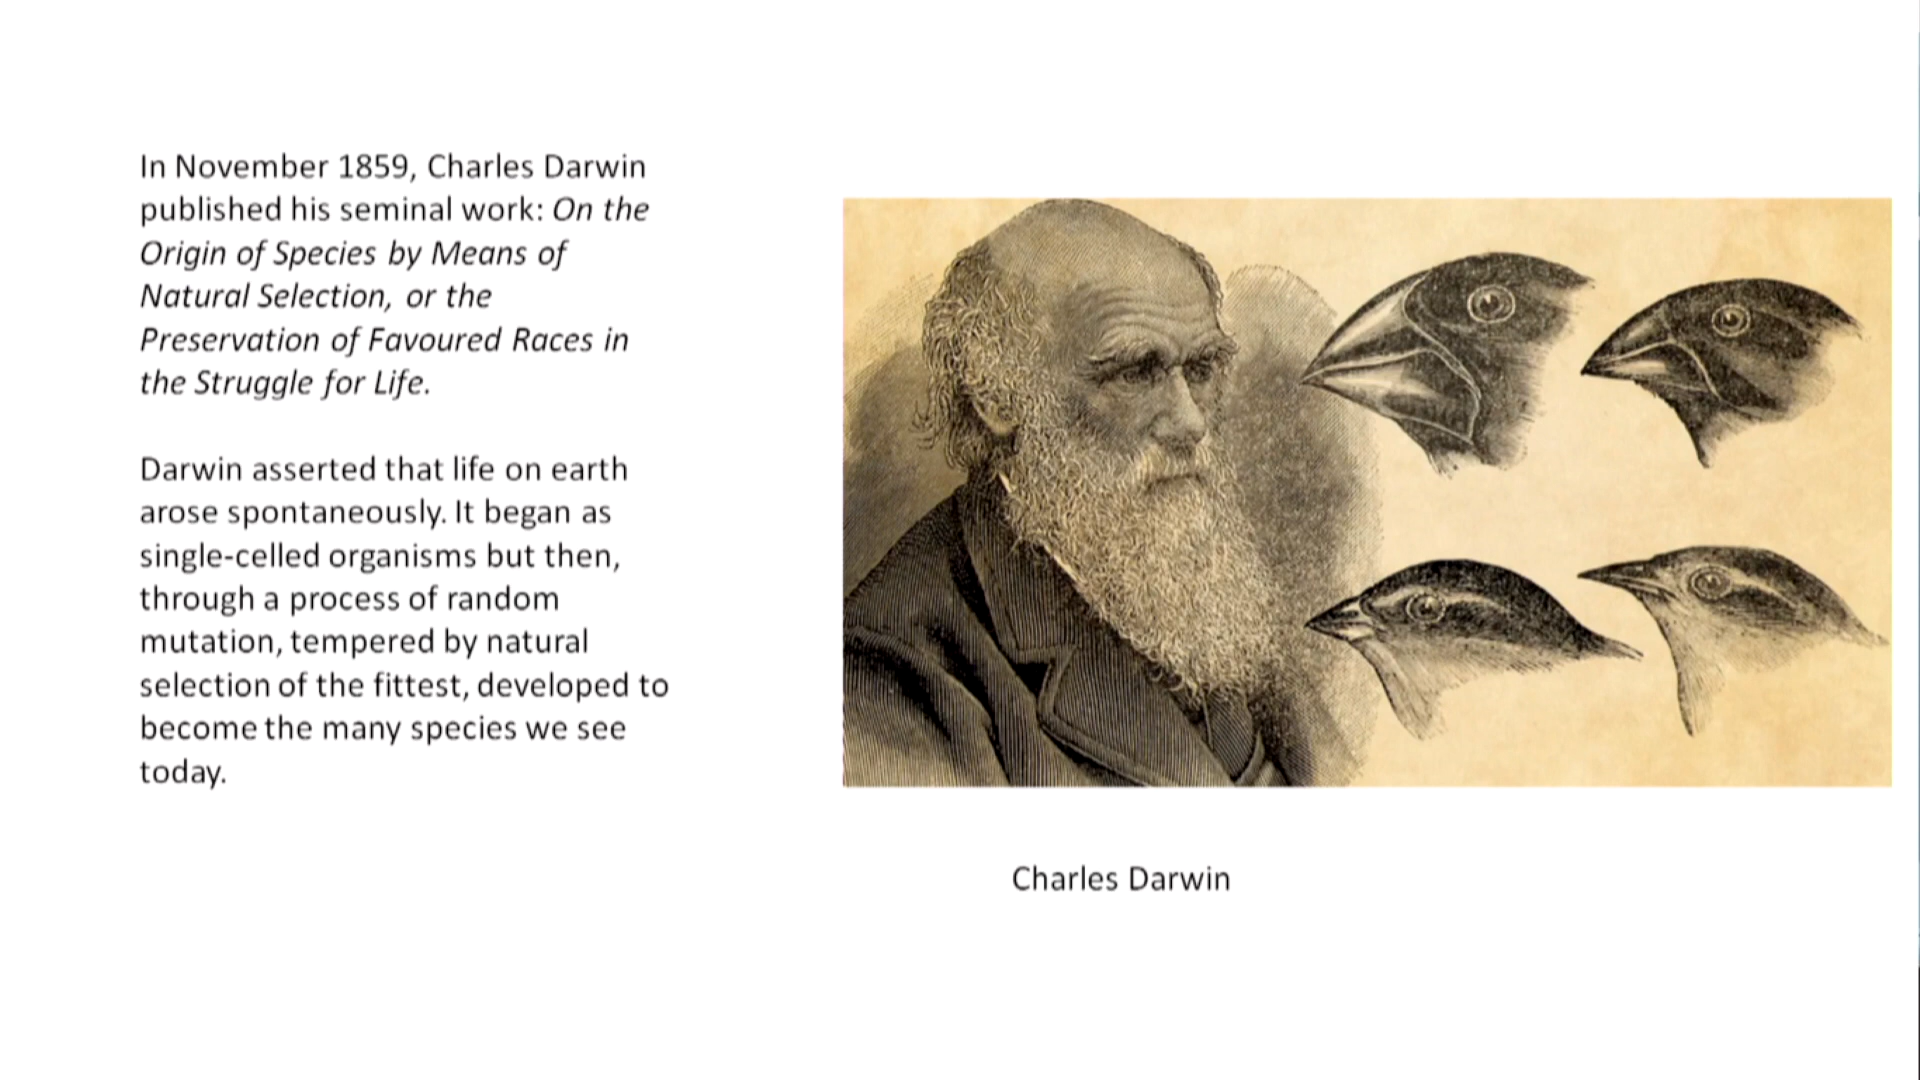 In November 1859, Charles Darwin
published his seminal work: On the
Origin of Species by Means of
Natural Selection, or the
Preservation of Favoured Races in
the Struggle for Life.
Darwin asserted that life on earth
arose spontaneously. It began as
single-celled organisms but then,
through a process of random
mutation, tempered by natural
selection of the fittest, developed to
become the many species we see
today.
Charles Darwin